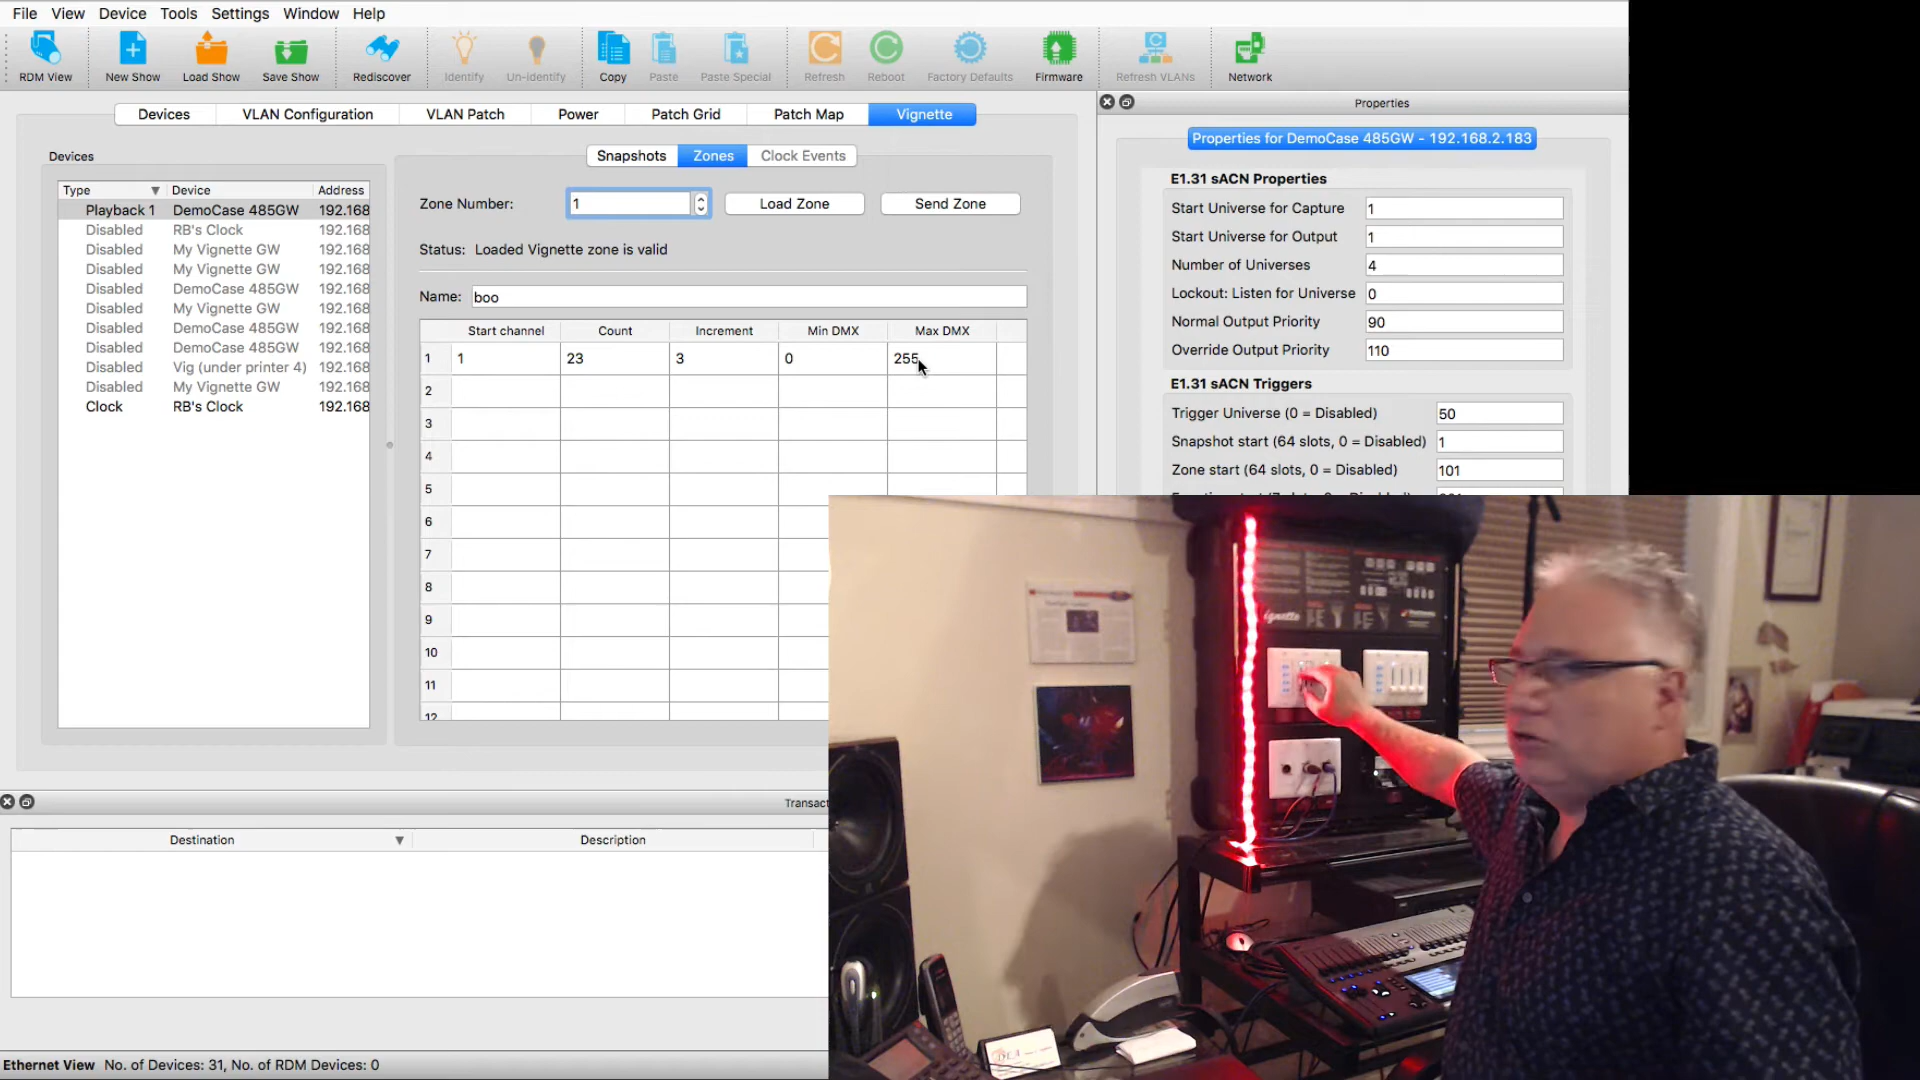 File View Device Tools Settings Window Help
RDM View New Show Load Show Save Show Rediscover Identify Un-identify Copy Paste Paste Special Refresh Reboot Factory Defaults Firmware Refresh VLANs Network
Devices VLAN Configuration VLAN Patch Power Patch Grid Patch Map Vignette
Devices
Type Device Address
Playback 1 DemoCase 485GW 192.168
Disabled RB's Clock 192.168
Disabled My Vignette GW 192.168
Disabled My Vignette GW 192.168
Disabled DemoCase 485GW 192.168
Disabled My Vignette GW 192.168
Disabled DemoCase 485GW 192.168
Disabled DemoCase 485GW 192.168
Disabled Vig (under printer 4) 192.168
Disabled My Vignette GW 192.168
Clock RB's Clock 192.168
Snapshots Zones Clock Events
Zone Number: 1 Load Zone Send Zone
Status: Loaded Vignette zone is valid
Name: boo
Start channel Count Increment Min DMX Max DMX
1 1 23 3 0 255
2
3
4
5
6
7
8
9
10
11
12
Properties
Properties for DemoCase 485GW - 192.168.2.183
E1.31 sACN Properties
Start Universe for Capture 1
Start Universe for Output 1
Number of Universes 4
Lockout: Listen for Universe 0
Normal Output Priority 90
Override Output Priority 110
E1.31 sACN Triggers
Trigger Universe (0 = Disabled) 50
Snapshot start (64 slots, 0 = Disabled) 1
Zone start (64 slots, 0 = Disabled) 101
Transact
Destination Description
Ethernet View No. of Devices: 31, No. of RDM Devices: 0